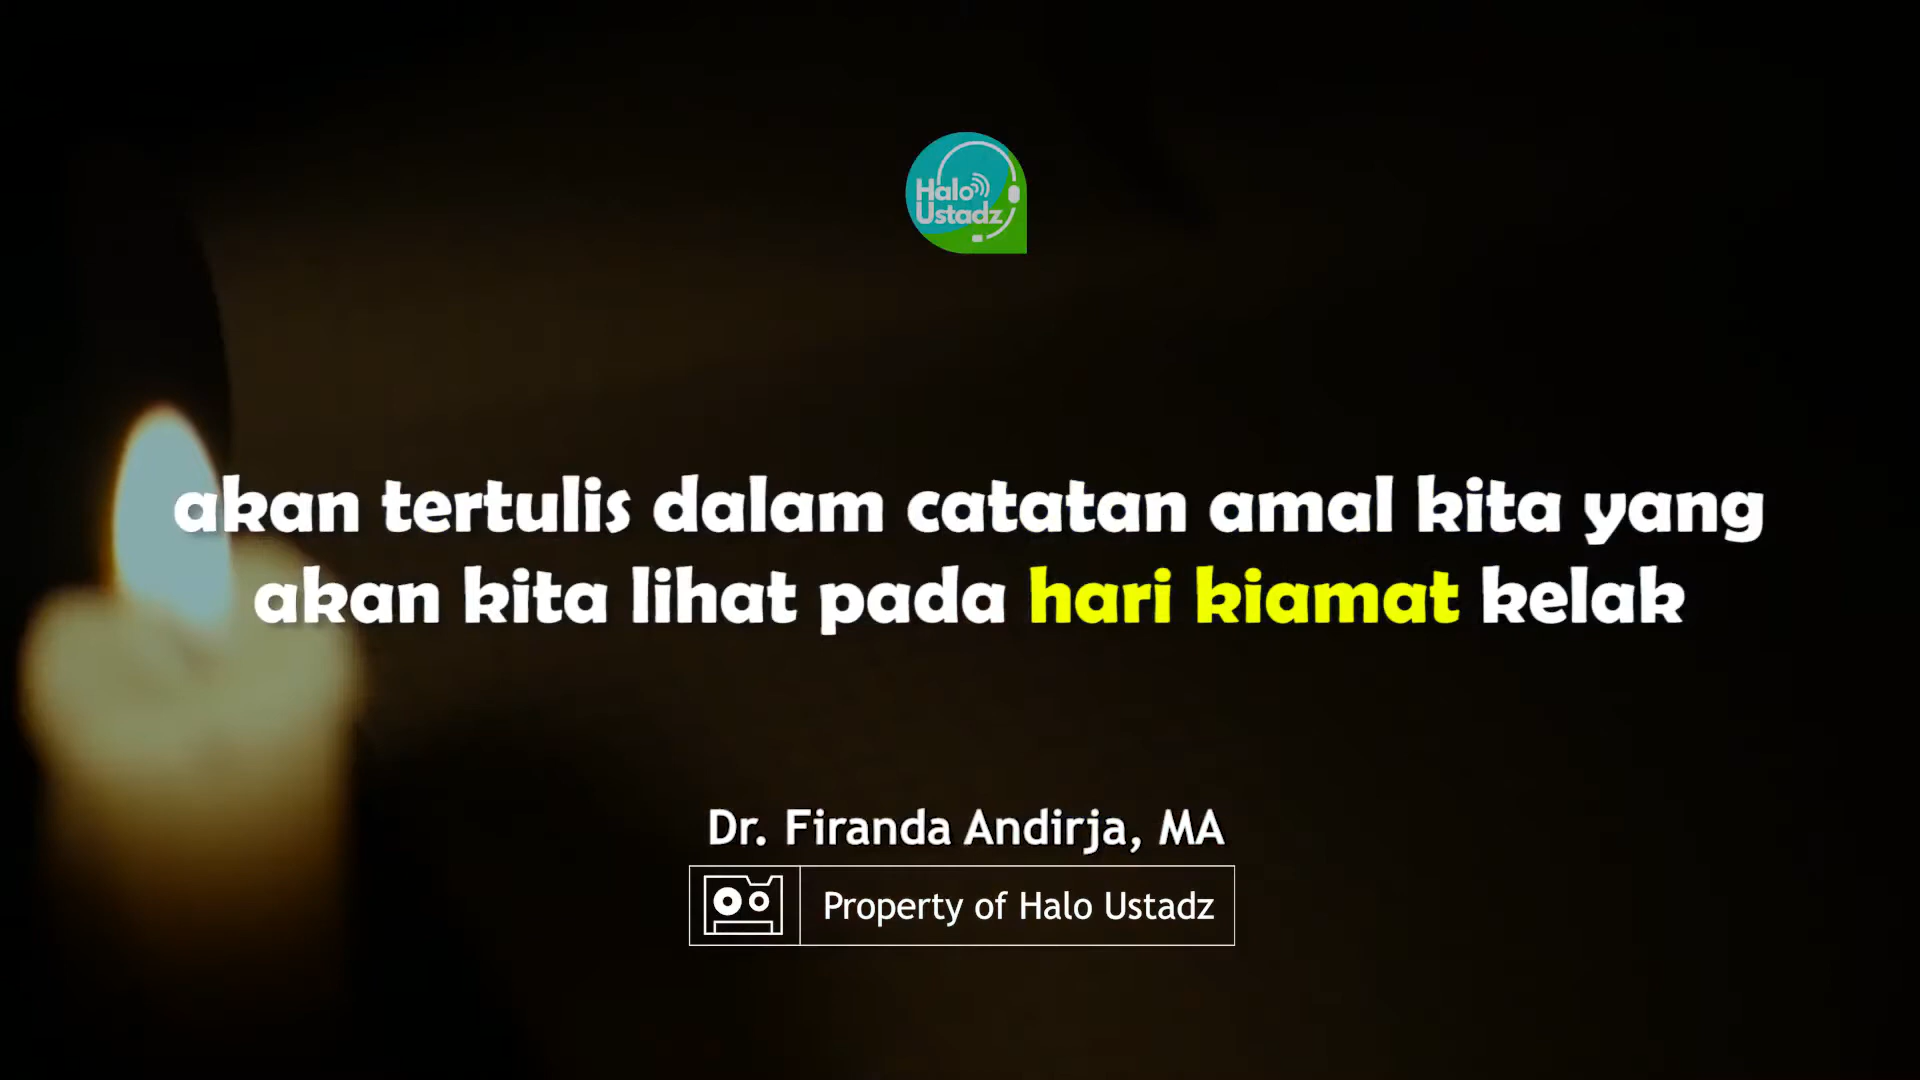 Halo
Ustadz
akan tertulis dalam catatan amal kita yang
akan kita lihat pada hari kiamat kelak
Dr. Firanda Andirja, MA
Property of Halo Ustadz